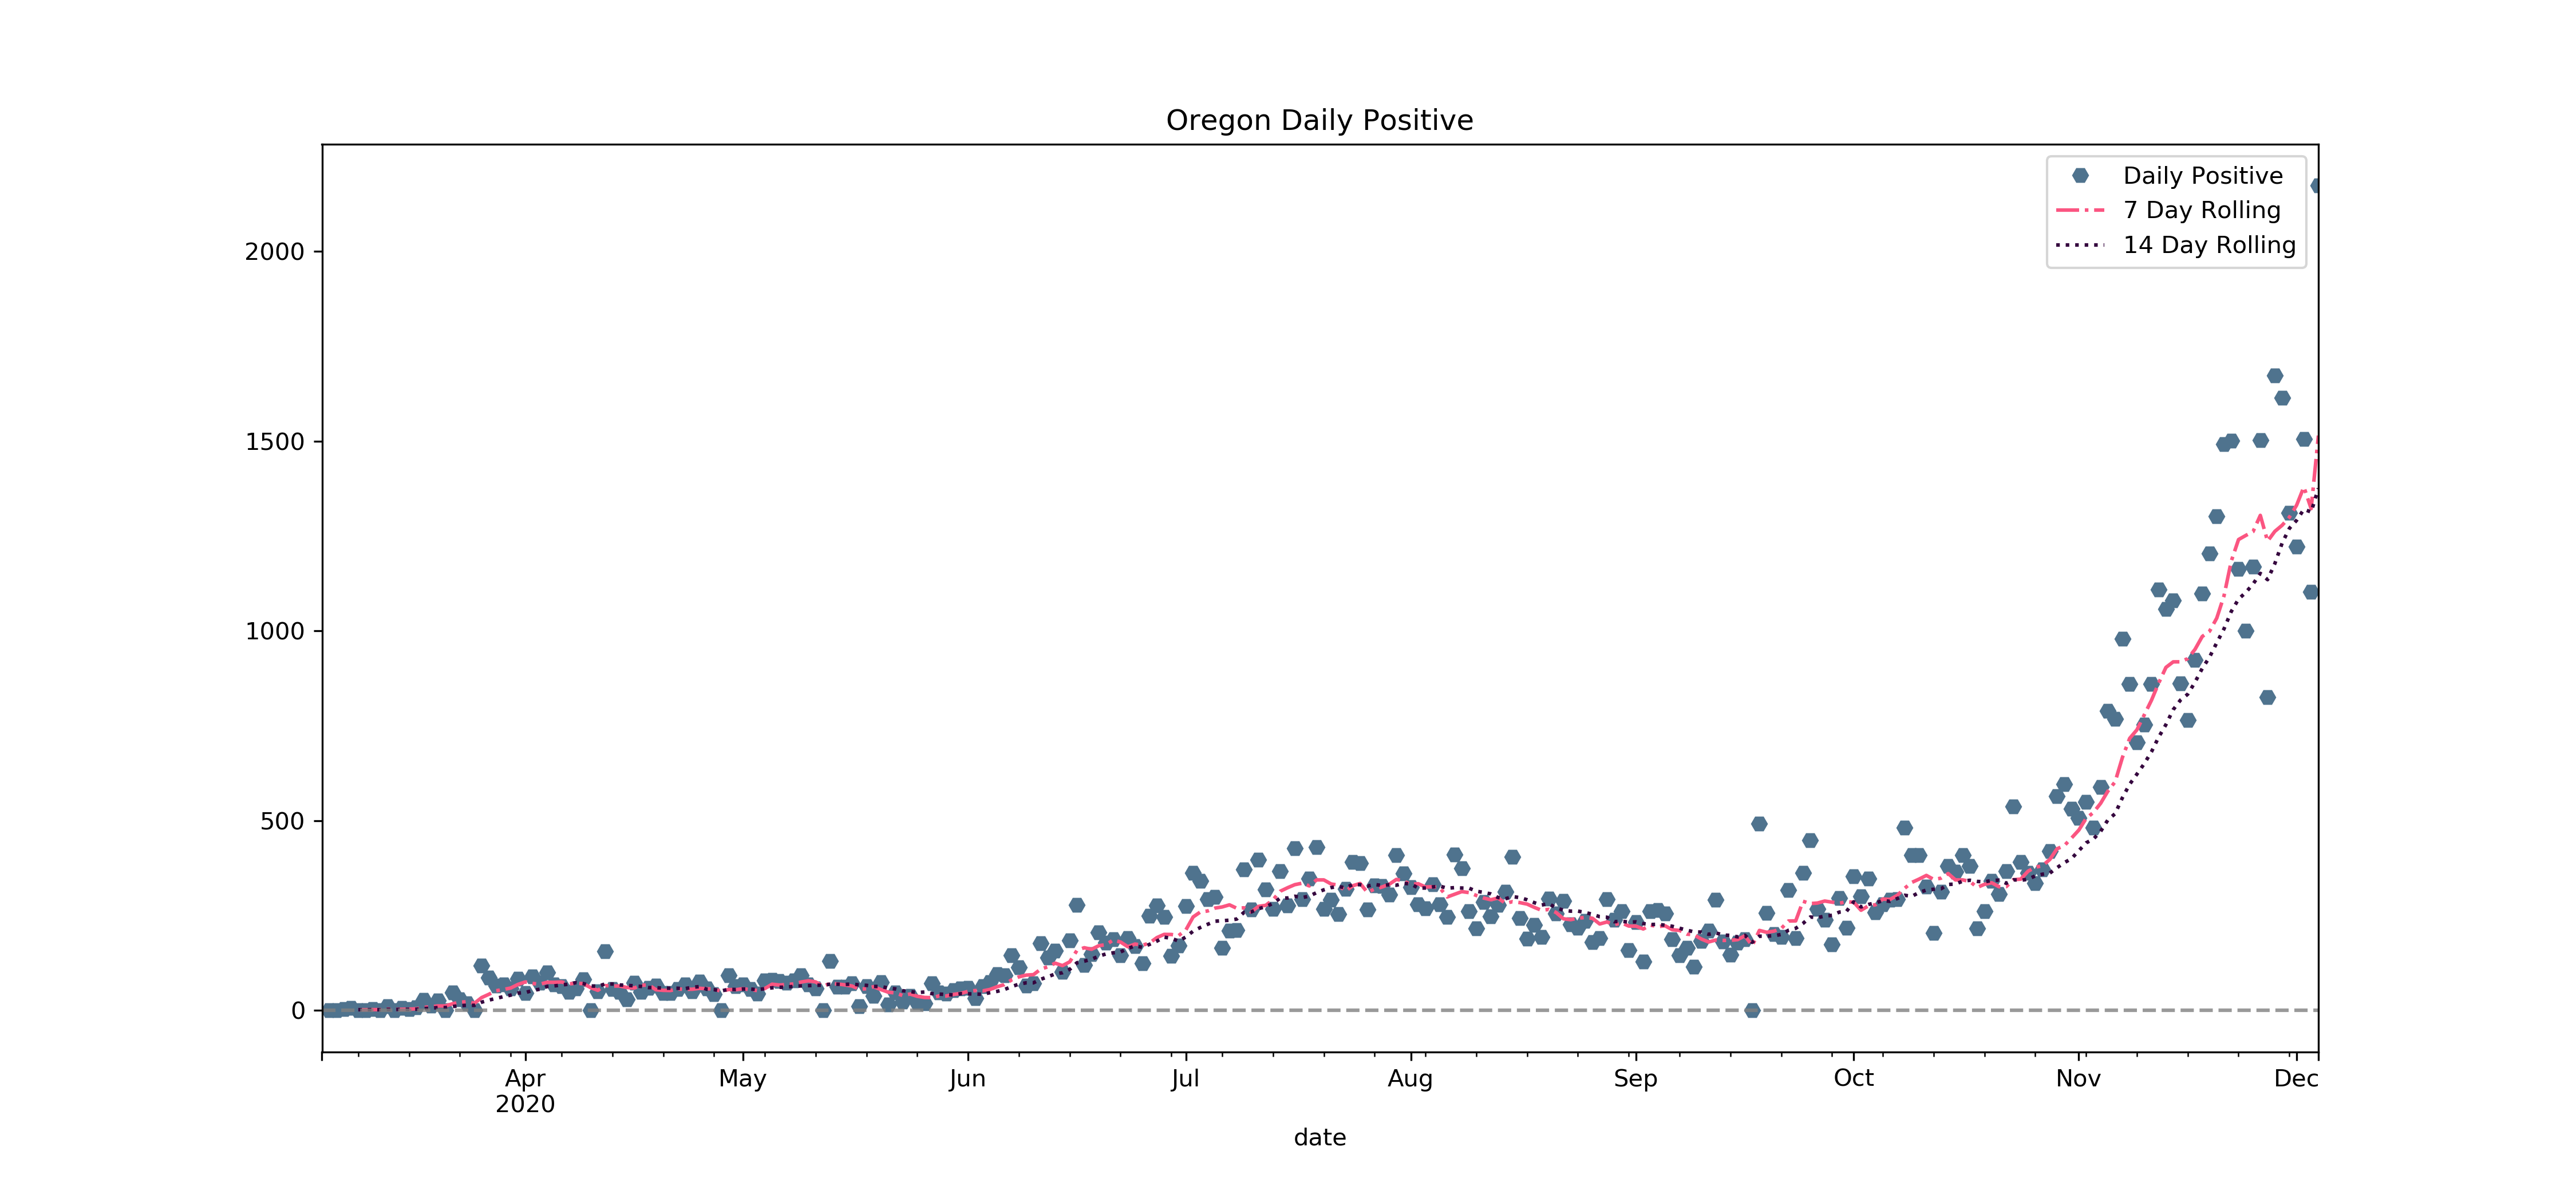 Oregon Daily Positive
Daily Positive
7 Day Rolling
14 Day Rolling
2000
1500
1000
500
0
Apr May Jun Jul Aug Sep Oct Nov Dec
2020
date